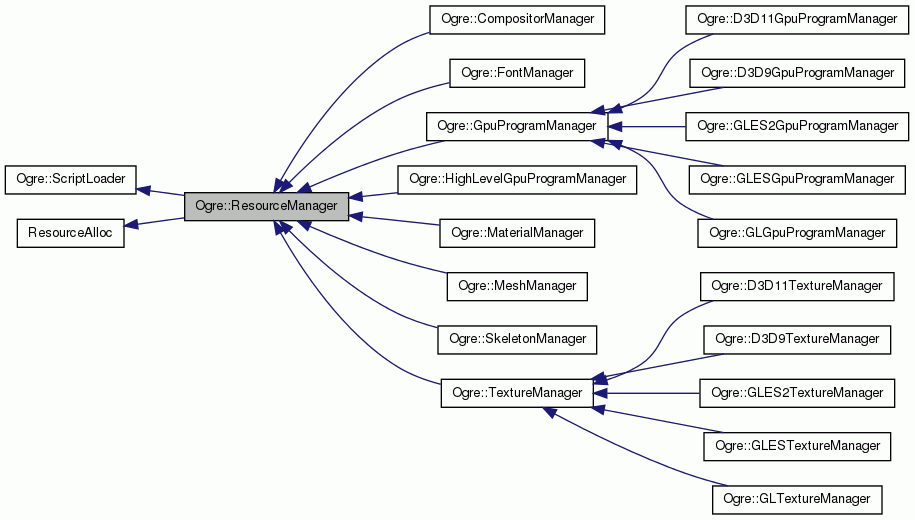 Ogre::ScriptLoader
ResourceAlloc
Ogre::ResourceManager
Ogre::CompositorManager
Ogre::FontManager
Ogre::GpuProgramManager
Ogre::HighLevelGpuProgramManager
Ogre::MaterialManager
Ogre::MeshManager
Ogre::SkeletonManager
Ogre::TextureManager
Ogre::D3D11GpuProgramManager
Ogre::D3D9GpuProgramManager
Ogre::GLES2GpuProgramManager
Ogre::GLESGpuProgramManager
Ogre::GLGpuProgramManager
Ogre::D3D11TextureManager
Ogre::D3D9TextureManager
Ogre::GLES2TextureManager
Ogre::GLESTextureManager
Ogre::GLTextureManager